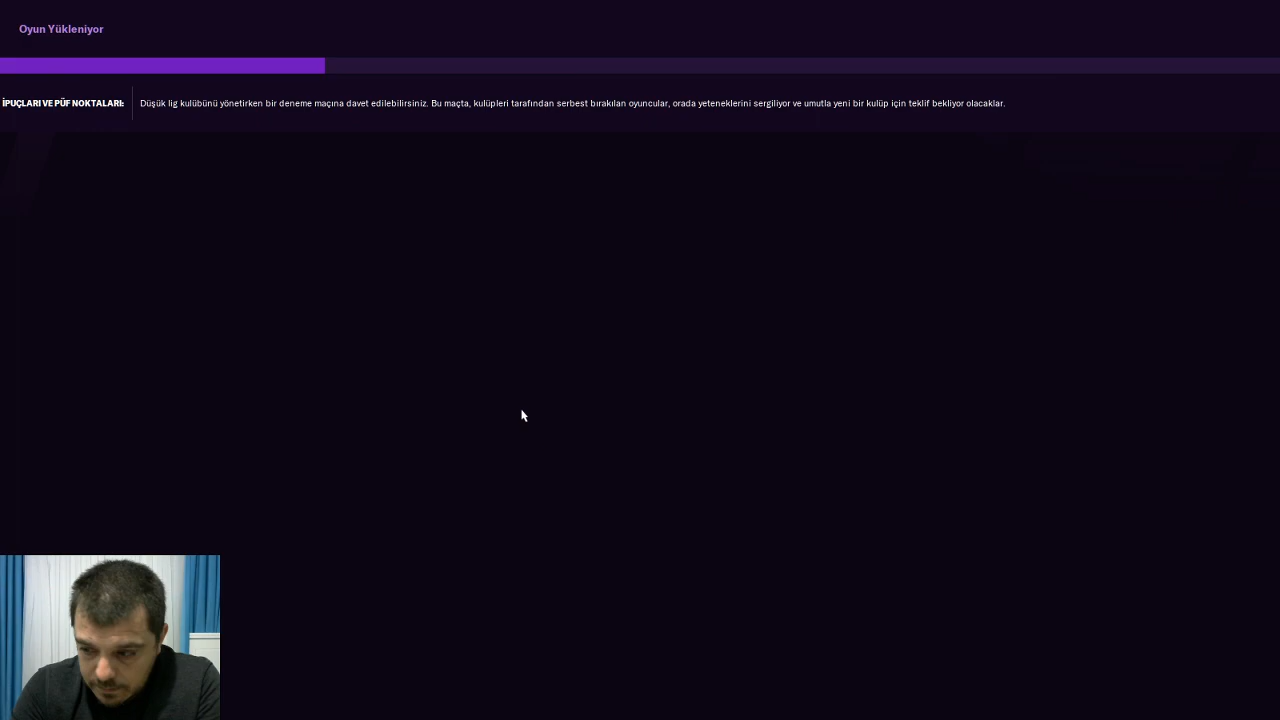 Oyun Yükleniyor
İPUÇLARI VE PÜF NOKTALARI: Düşük lig kulübünü yönetirken bir deneme maçına davet edilebilirsiniz. Bu maçta, kulüpleri tarafından serbest bırakılan oyuncular, orada yeteneklerini sergiliyor ve umutla yeni bir kulüp için teklif bekliyor olacaklar.